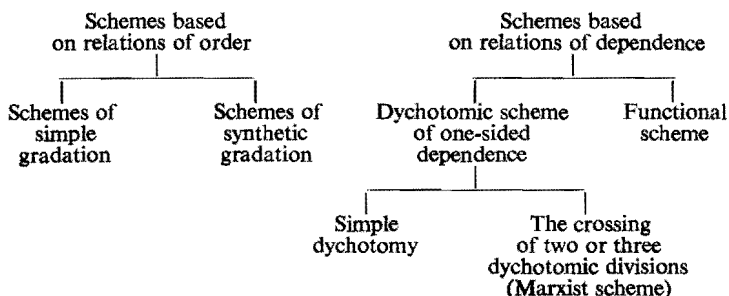 Schemes based
on relations of order
Schemes based
on relations of dependence
Schemes of
simple
gradation
Schemes of
synthetic
gradation
Dychotomic scheme
of one-sided
dependence
Functional
scheme
Simple
dychotomy
The crossing
of two or three
dychotomic divisions
(Marxist scheme)